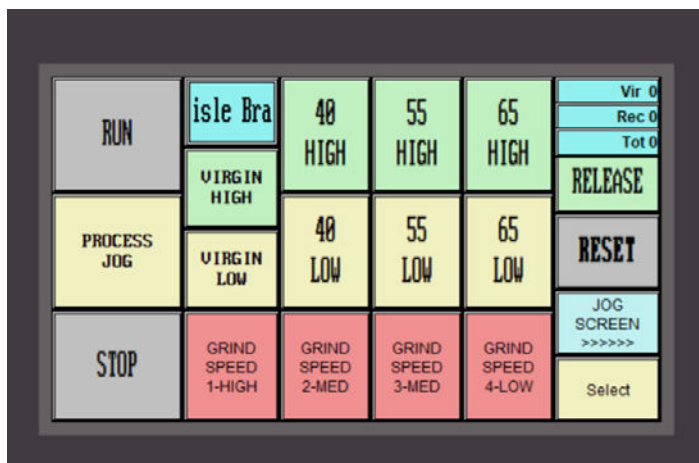 RUN
isle Bra
40
HIGH
55
HIGH
65
HIGH
Vir 0
Rec 0
Tot 0
VIRGIN
HIGH
RELEASE
PROCESS
JOG
VIRGIN
LOW
40
LOW
55
LOW
65
LOW
RESET
STOP
GRIND
SPEED
1-HIGH
GRIND
SPEED
2-MED
GRIND
SPEED
3-MED
GRIND
SPEED
4-LOW
JOG
SCREEN
>>>>>>
Select